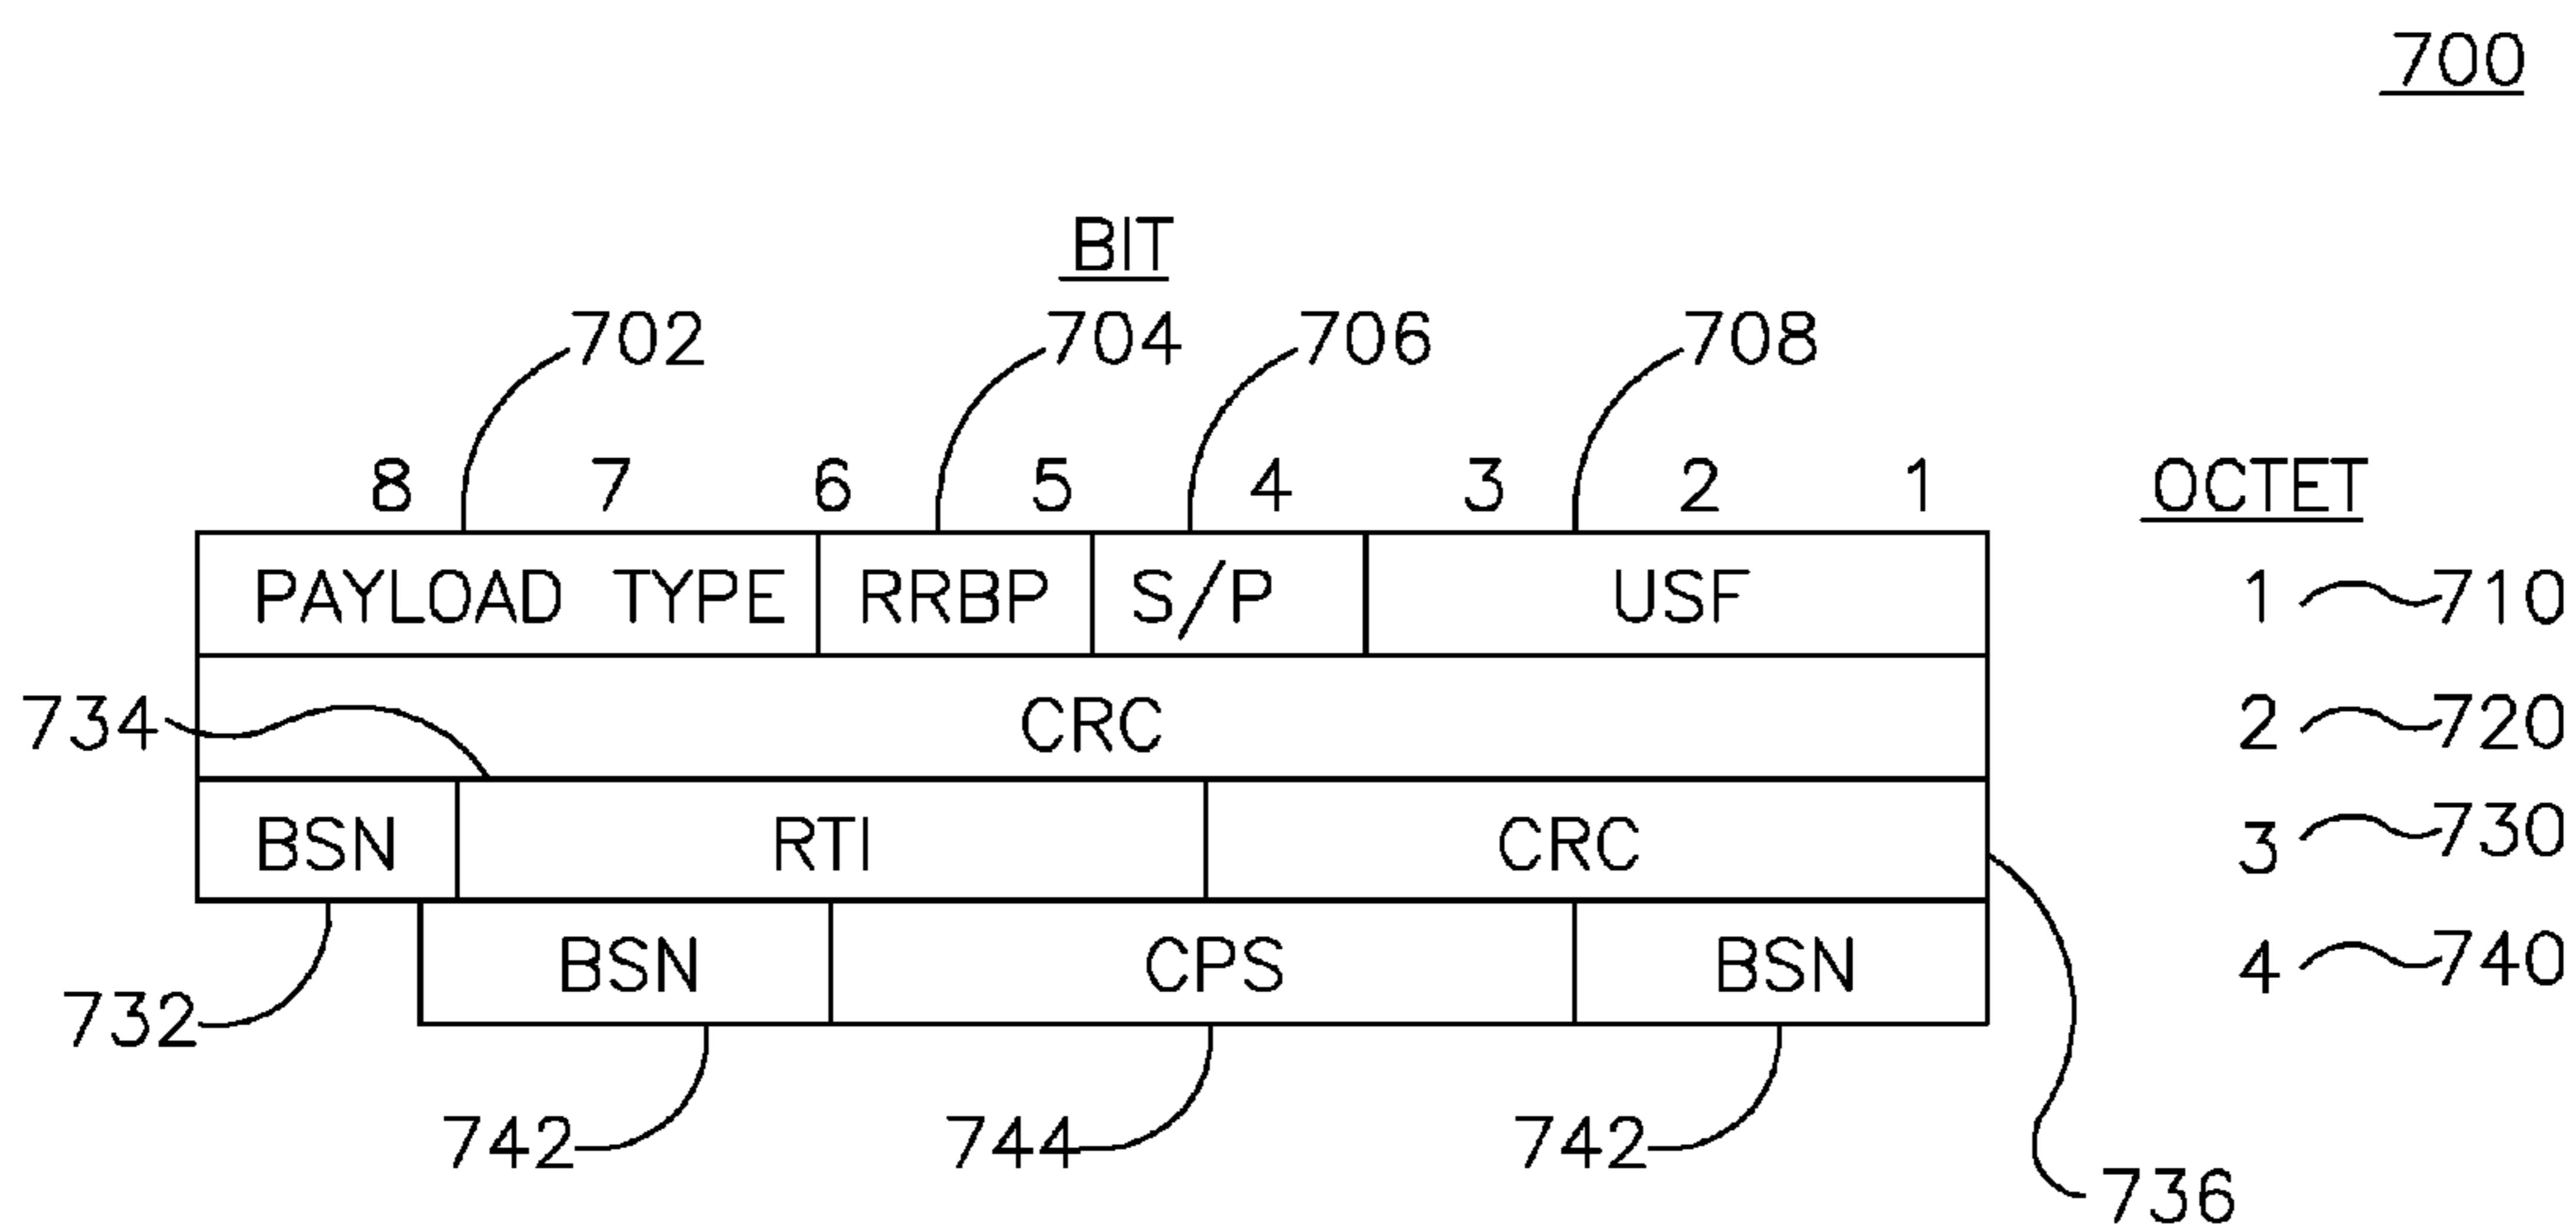 700
BIT
702 704 706 708
8 7 6 5 4 3 2 1 OCTET
PAYLOAD TYPE RRBP S/P USF 1 710
734 CRC 2 720
BSN RTI CRC 3 730
BSN CPS BSN 4 740
732
742 744 742
736